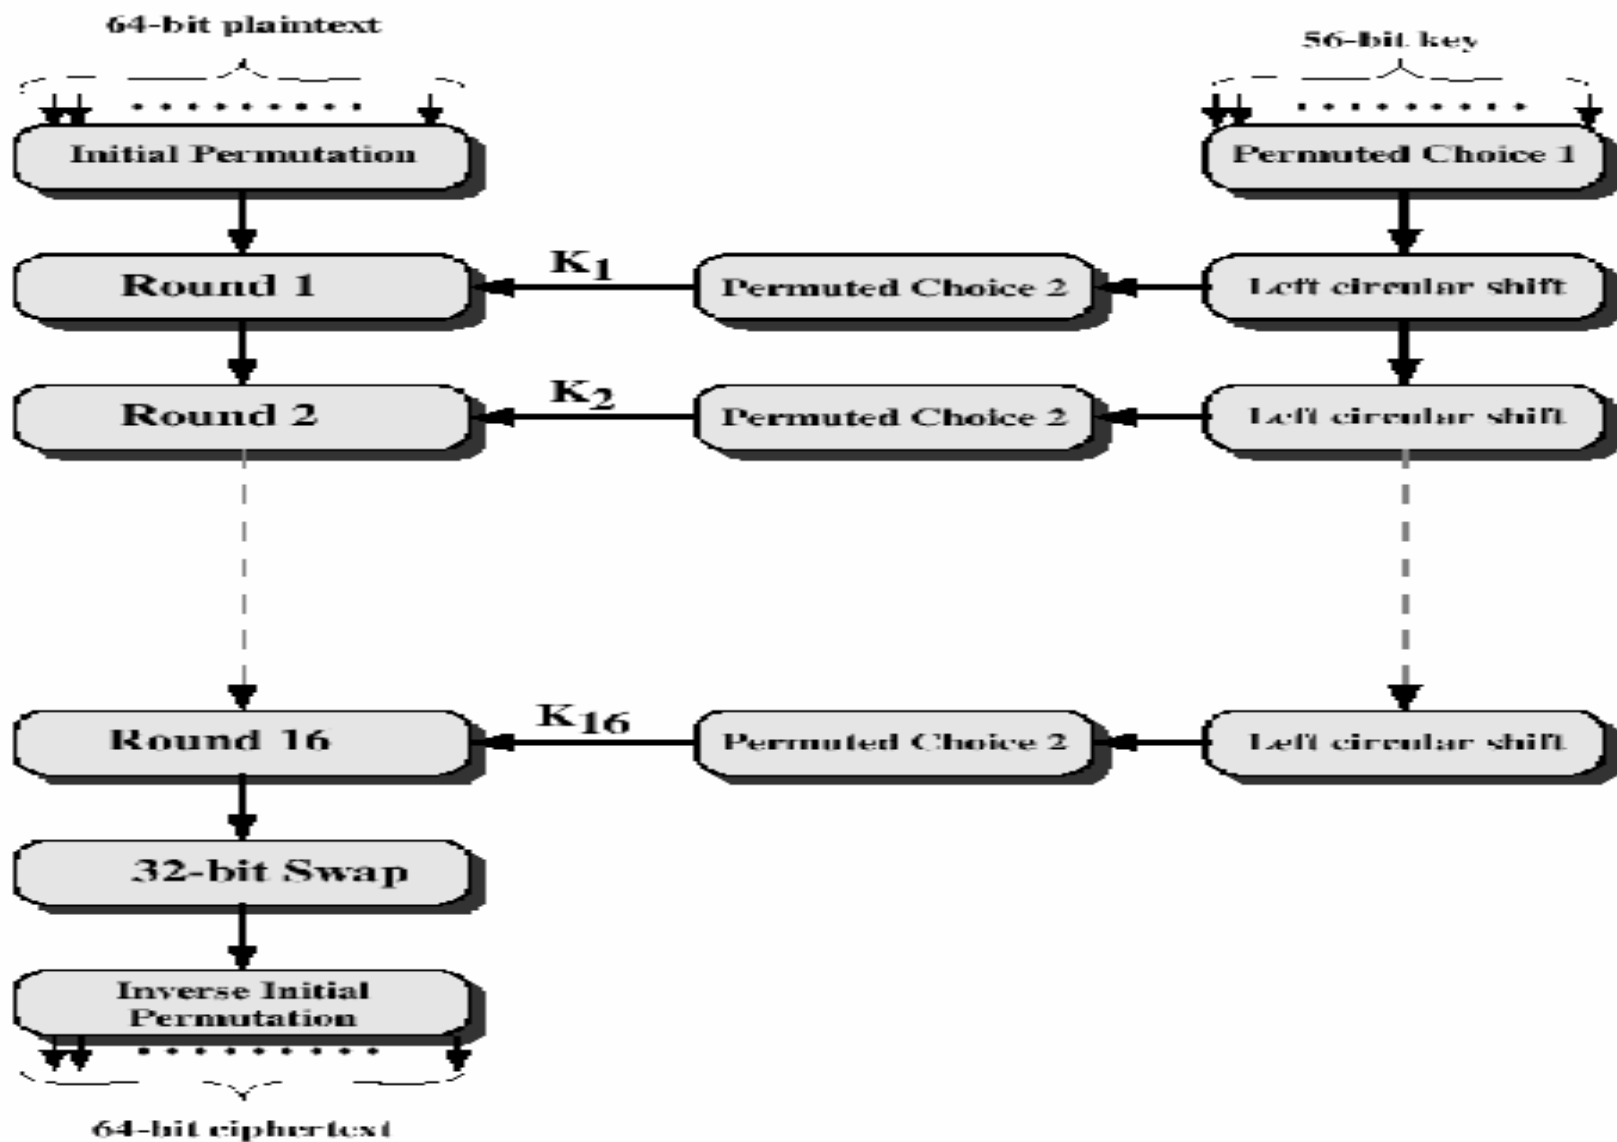 64-bit plaintext
56-bit key
Initial Permutation
Permuted Choice 1
Round 1
K1
Permuted Choice 2
Left circular shift
Round 2
K2
Permuted Choice 2
Left circular shift
Round 16
K16
Permuted Choice 2
Left circular shift
32-bit Swap
Inverse Initial
Permutation
64-bit ciphertext